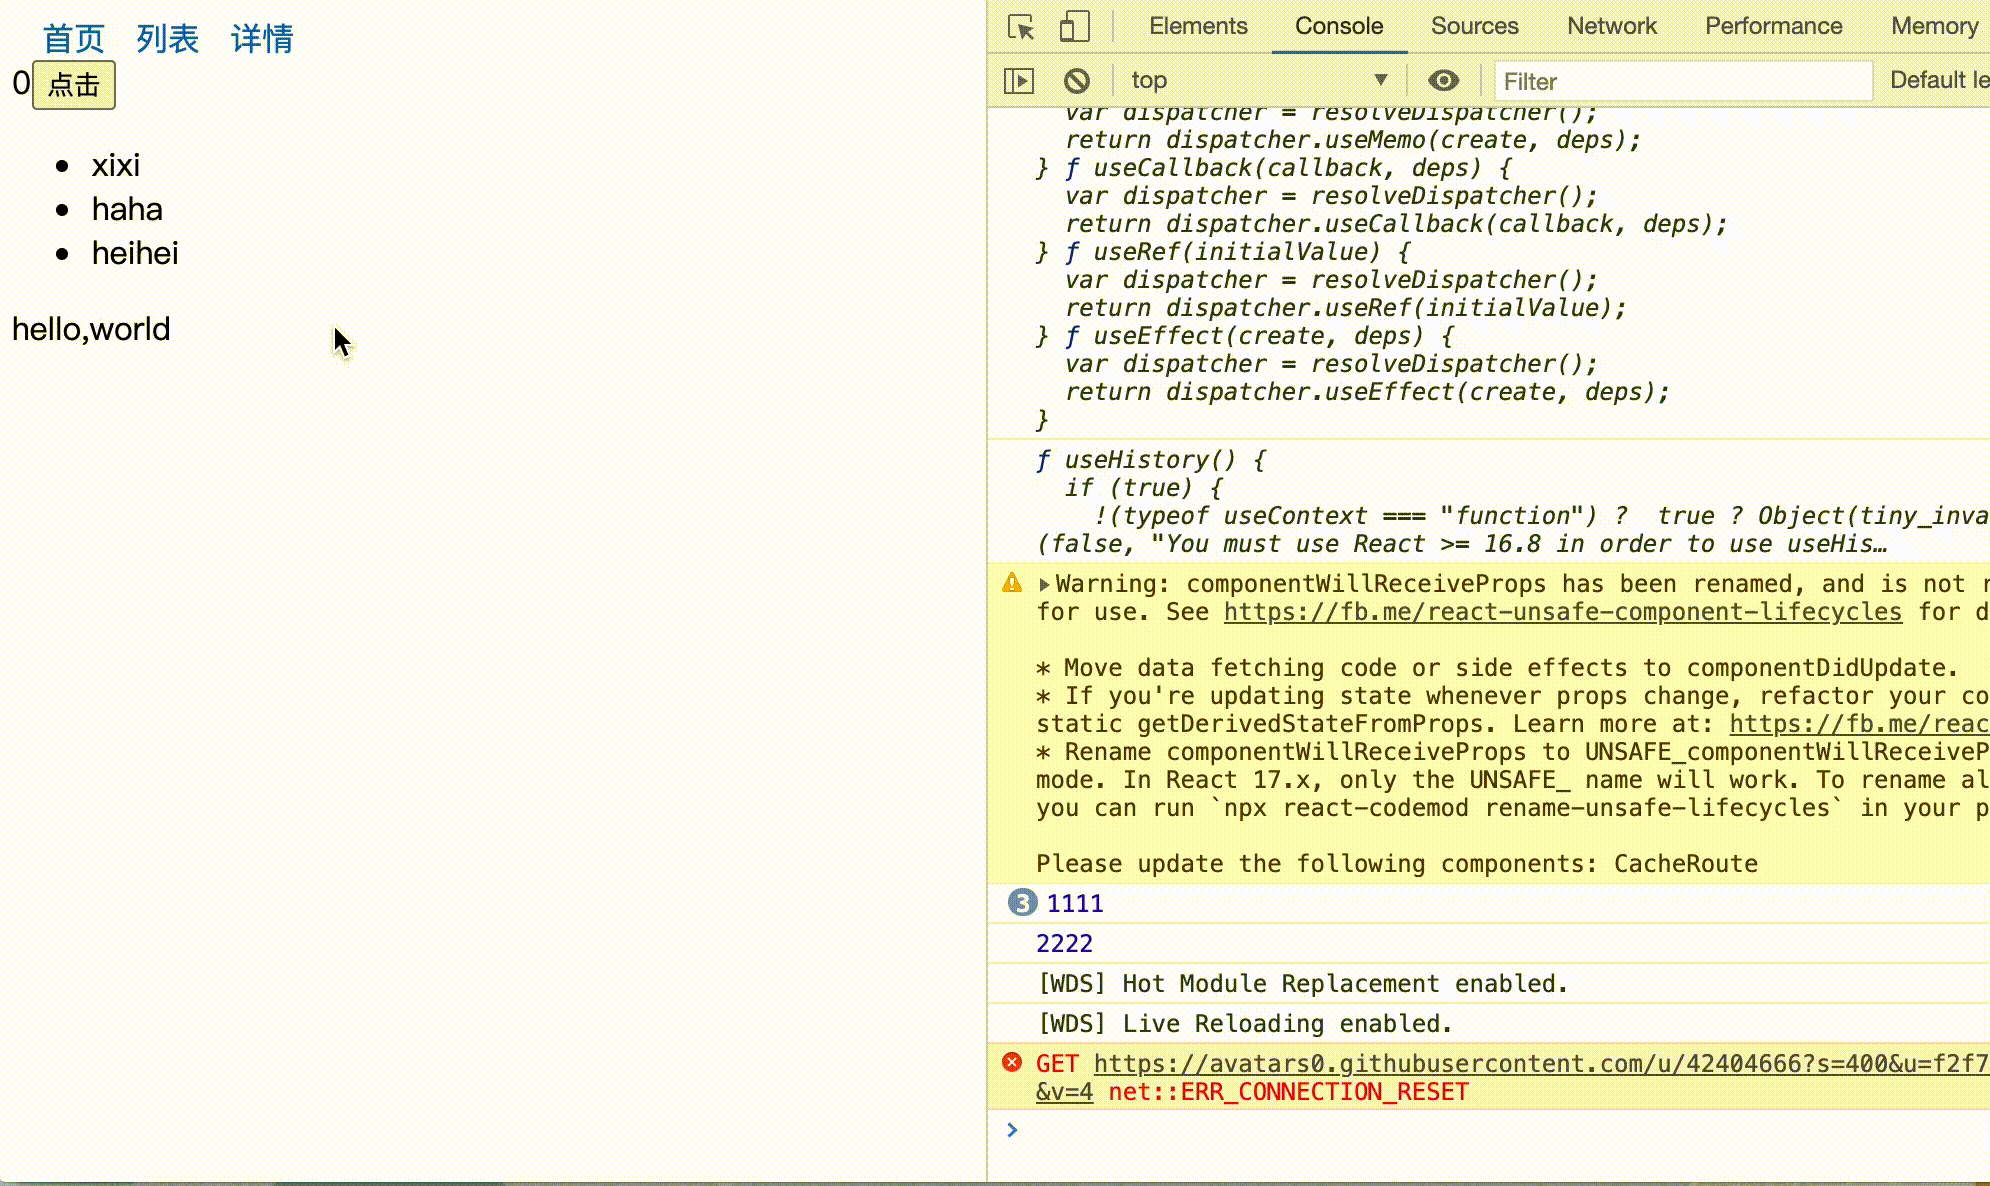 首页 列表 详情
0 点击
xixi
haha
heihei
hello,world
Elements Console Sources Network Performance Memory
top ▼ Filter Default le
var dispatcher = resolveDispatcher();
return dispatcher.useMemo(create, deps);
} ƒ useCallback(callback, deps) {
var dispatcher = resolveDispatcher();
return dispatcher.useCallback(callback, deps);
} ƒ useRef(initialValue) {
var dispatcher = resolveDispatcher();
return dispatcher.useRef(initialValue);
} ƒ useEffect(create, deps) {
var dispatcher = resolveDispatcher();
return dispatcher.useEffect(create, deps);
}
ƒ useHistory() {
if (true) {
!(typeof useContext === "function") ?  true ? Object(tiny_inva
(false, "You must use React >= 16.8 in order to use useHis…
▶Warning: componentWillReceiveProps has been renamed, and is not r
for use. See https://fb.me/react-unsafe-component-lifecycles for d
* Move data fetching code or side effects to componentDidUpdate.
* If you're updating state whenever props change, refactor your co
static getDerivedStateFromProps. Learn more at: https://fb.me/reac
* Rename componentWillReceiveProps to UNSAFE_componentWillReceiveP
mode. In React 17.x, only the UNSAFE_ name will work. To rename al
you can run `npx react-codemod rename-unsafe-lifecycles` in your p
Please update the following components: CacheRoute
3 1111
2222
[WDS] Hot Module Replacement enabled.
[WDS] Live Reloading enabled.
GET https://avatars0.githubusercontent.com/u/42404666?s=400&u=f2f7
&v=4 net::ERR_CONNECTION_RESET
>